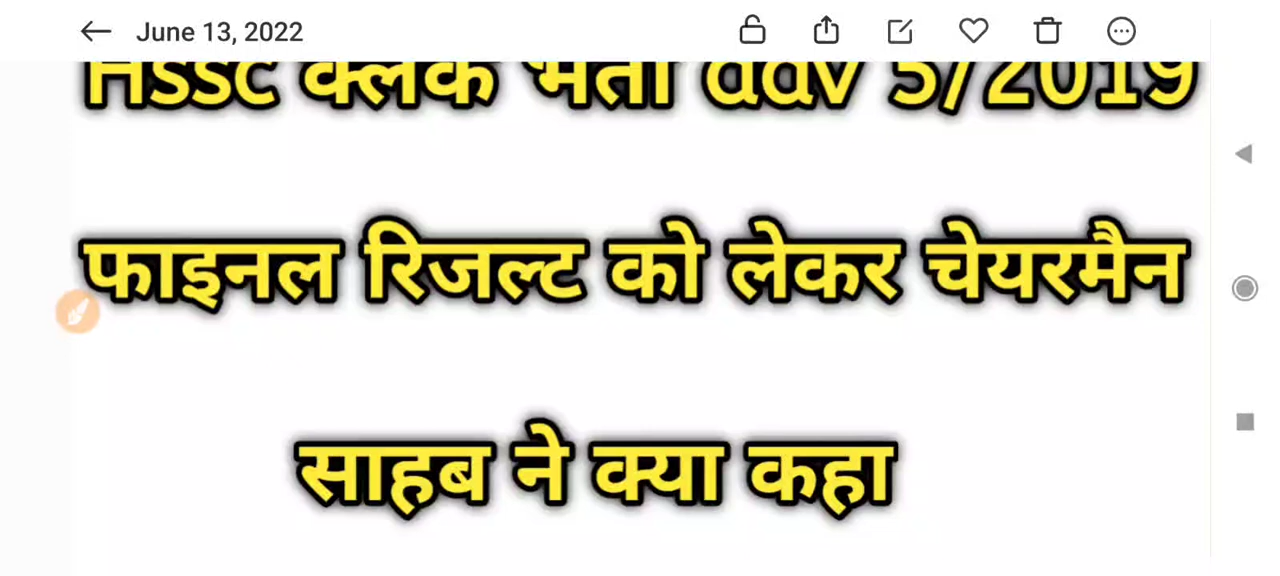 June 13, 2022
HSSC क्लर्क भर्ती adv 5/2019
फाइनल रिजल्ट को लेकर चेयरमैन
साहब ने क्या कहा